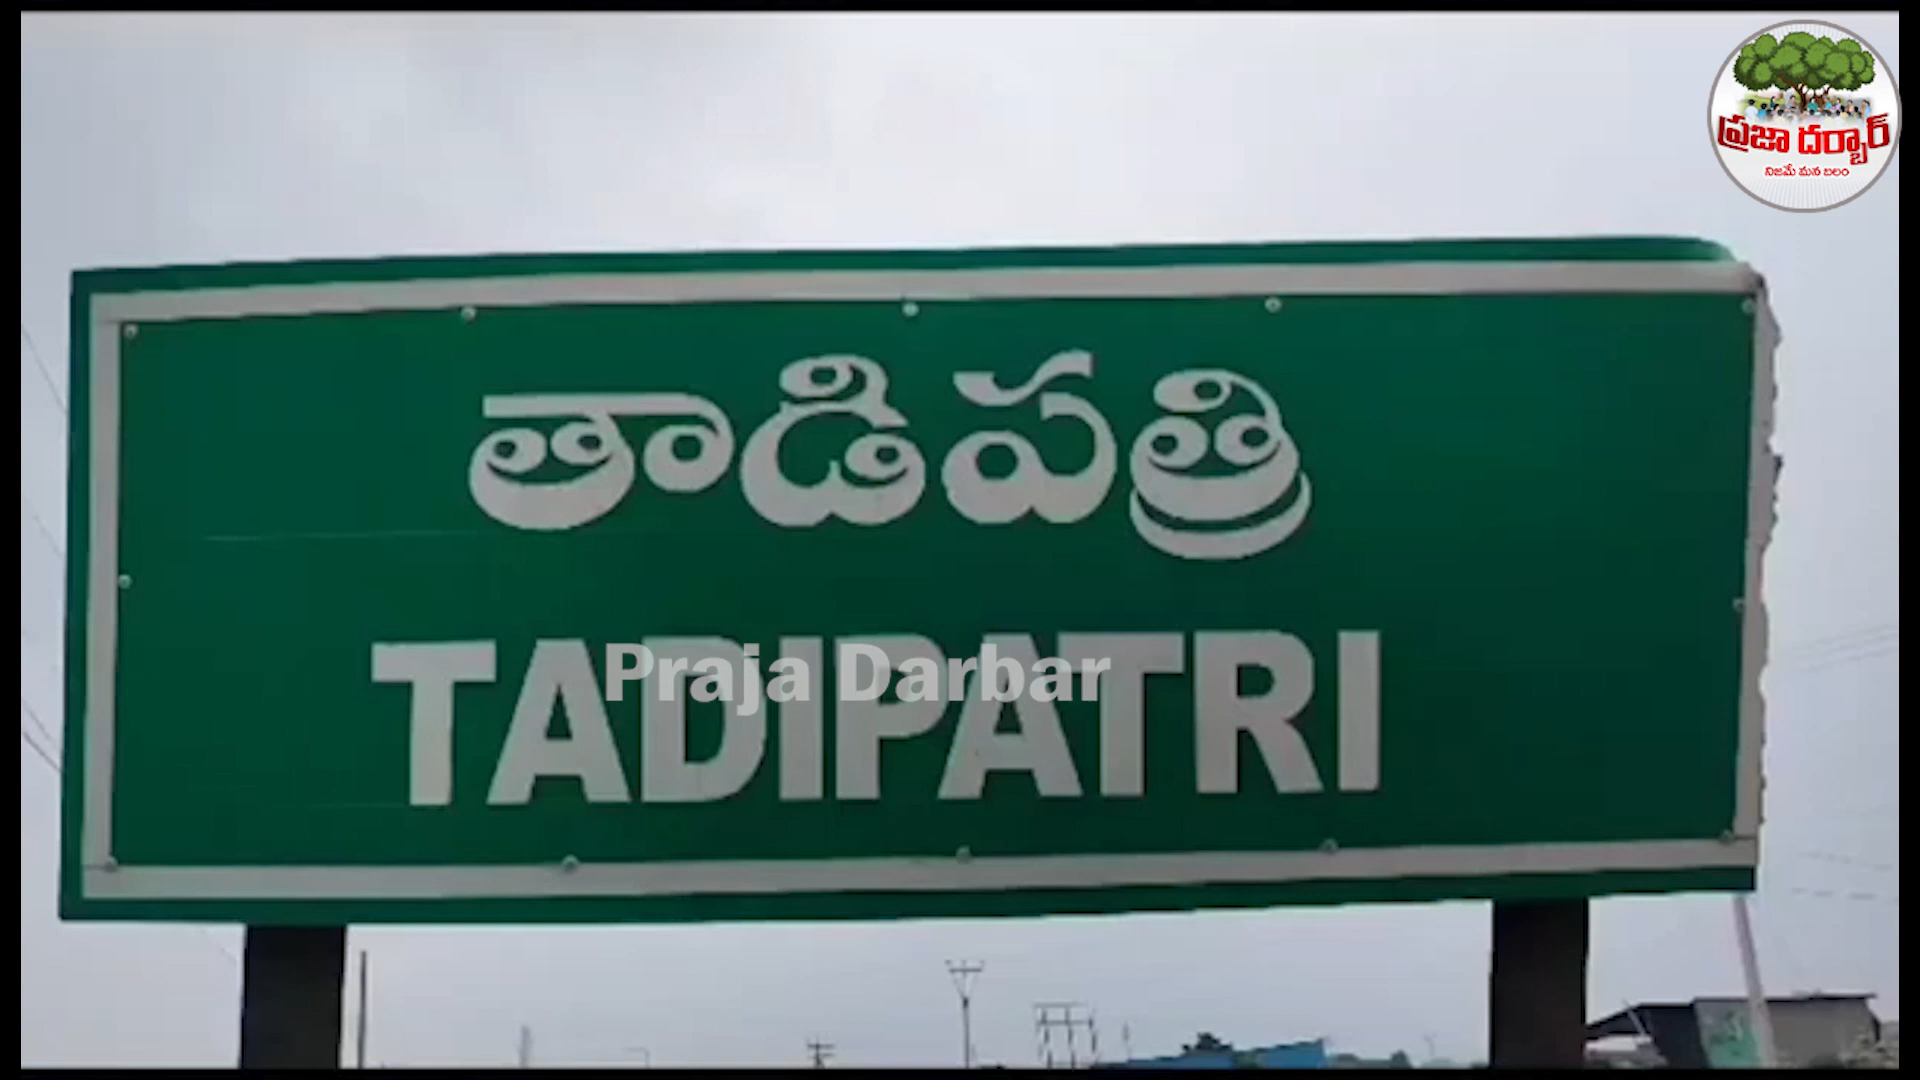 ప్రజా దర్బార్
నిజమే మన బలం
తాడిపత్రి
TADIPATRI
Praja Darbar